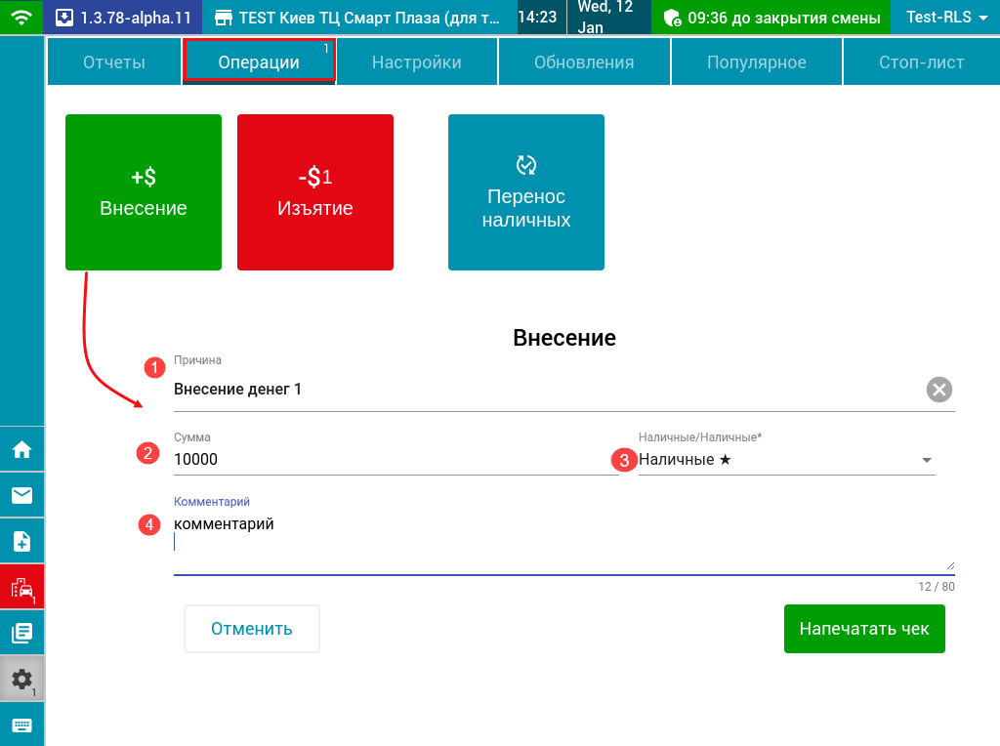 1.3.78-alpha.11
TEST Киев ТЦ Смарт Плаза (для т...
14:23
Wed, 12
Jan
09:36 до закрытия смены
Test-RLS
Отчеты
Операции
1
Настройки
Обновления
Популярное
Стоп-лист
+$
Внесение
-$1
Изъятие
Перенос
наличных
Внесение
Причина
1
Внесение денег 1
Сумма
2
10000
Наличные/Наличные*
3
Наличные ★
Комментарий
4
комментарий
12 / 80
Отменить
Напечатать чек
1
1